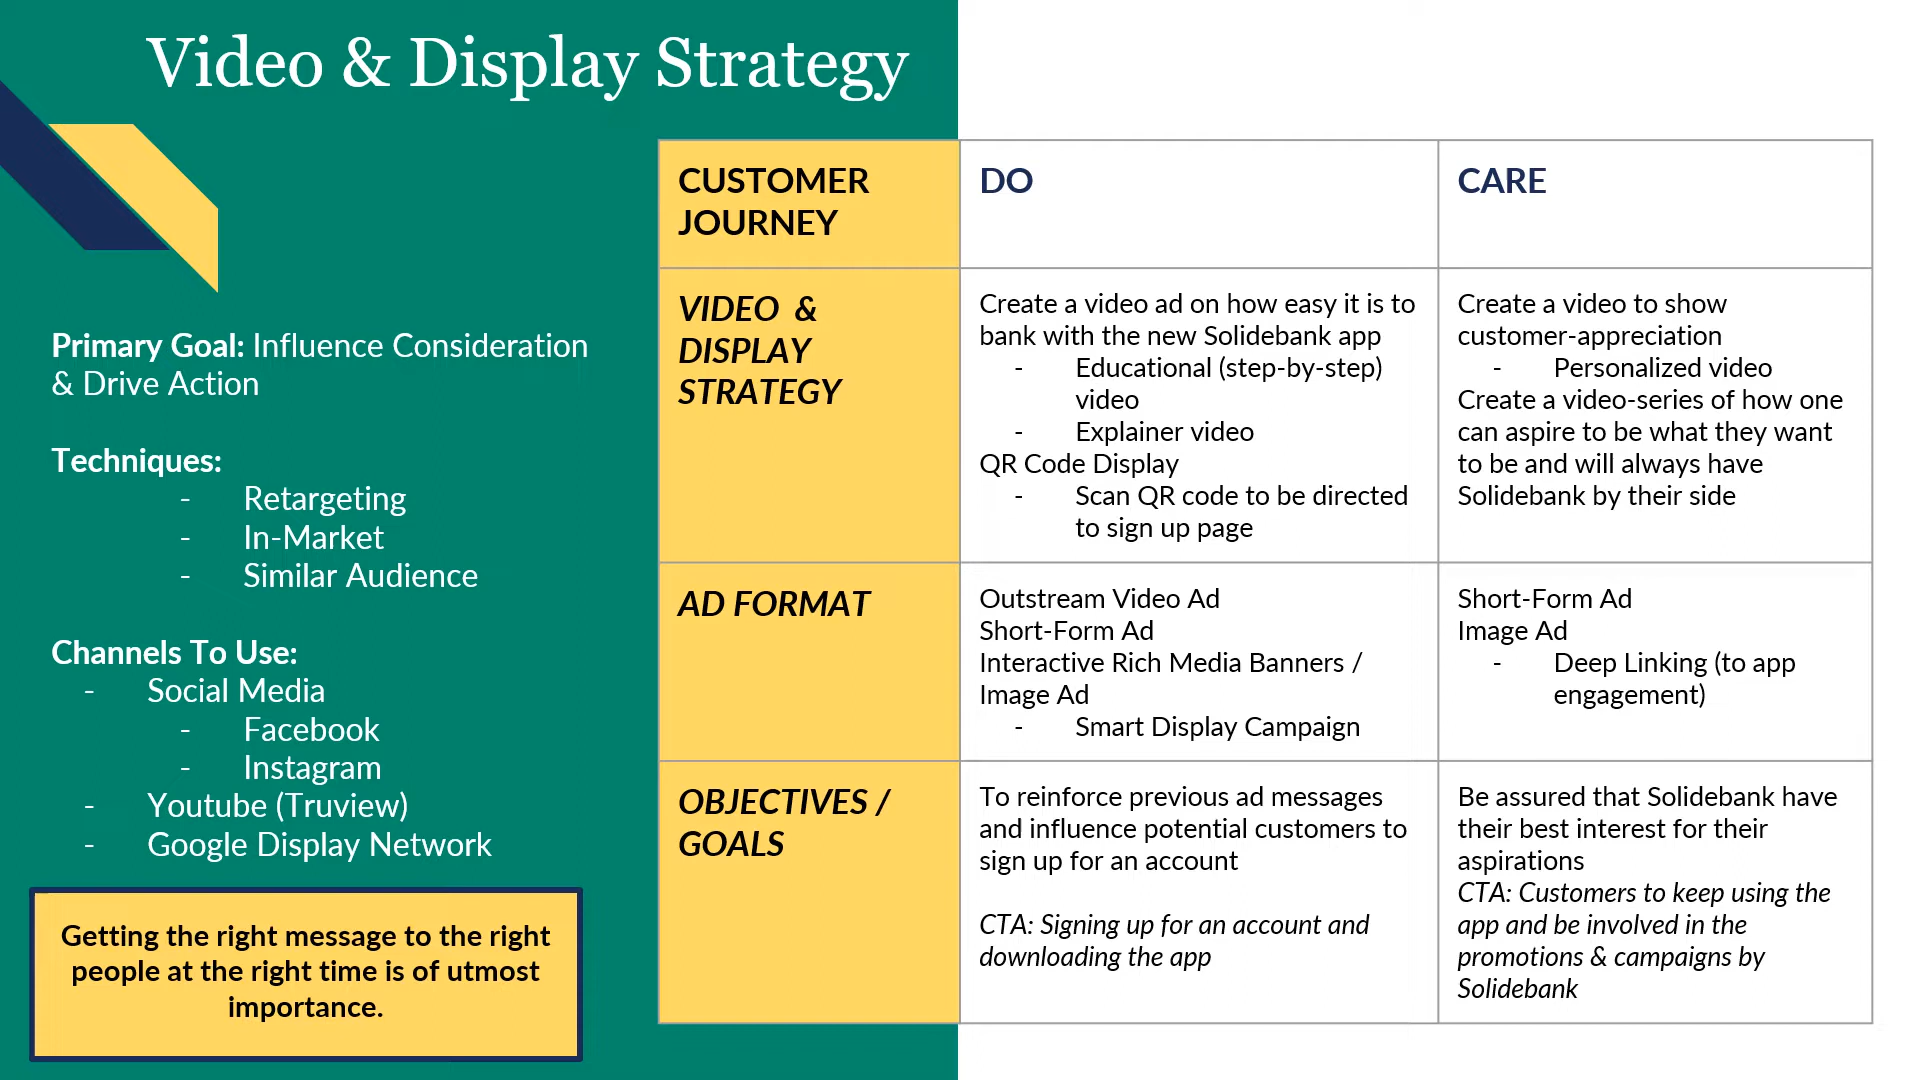 Video & Display Strategy
Primary Goal: Influence Consideration
& Drive Action
Techniques:
- Retargeting
- In-Market
- Similar Audience
Channels To Use:
- Social Media
- Facebook
- Instagram
- Youtube (Truview)
- Google Display Network
Getting the right message to the right
people at the right time is of utmost
importance.
CUSTOMER
JOURNEY
DO
CARE
VIDEO & 
DISPLAY
STRATEGY
Create a video ad on how easy it is to
bank with the new Solidebank app
- Educational (step-by-step)
video
- Explainer video
QR Code Display
- Scan QR code to be directed
to sign up page
Create a video to show
customer-appreciation
- Personalized video
Create a video-series of how one
can aspire to be what they want
to be and will always have
Solidebank by their side
AD FORMAT
Outstream Video Ad
Short-Form Ad
Interactive Rich Media Banners /
Image Ad
- Smart Display Campaign
Short-Form Ad
Image Ad
- Deep Linking (to app
engagement)
OBJECTIVES /
GOALS
To reinforce previous ad messages
and influence potential customers to
sign up for an account
CTA: Signing up for an account and
downloading the app
Be assured that Solidebank have
their best interest for their
aspirations
CTA: Customers to keep using the
app and be involved in the
promotions & campaigns by
Solidebank